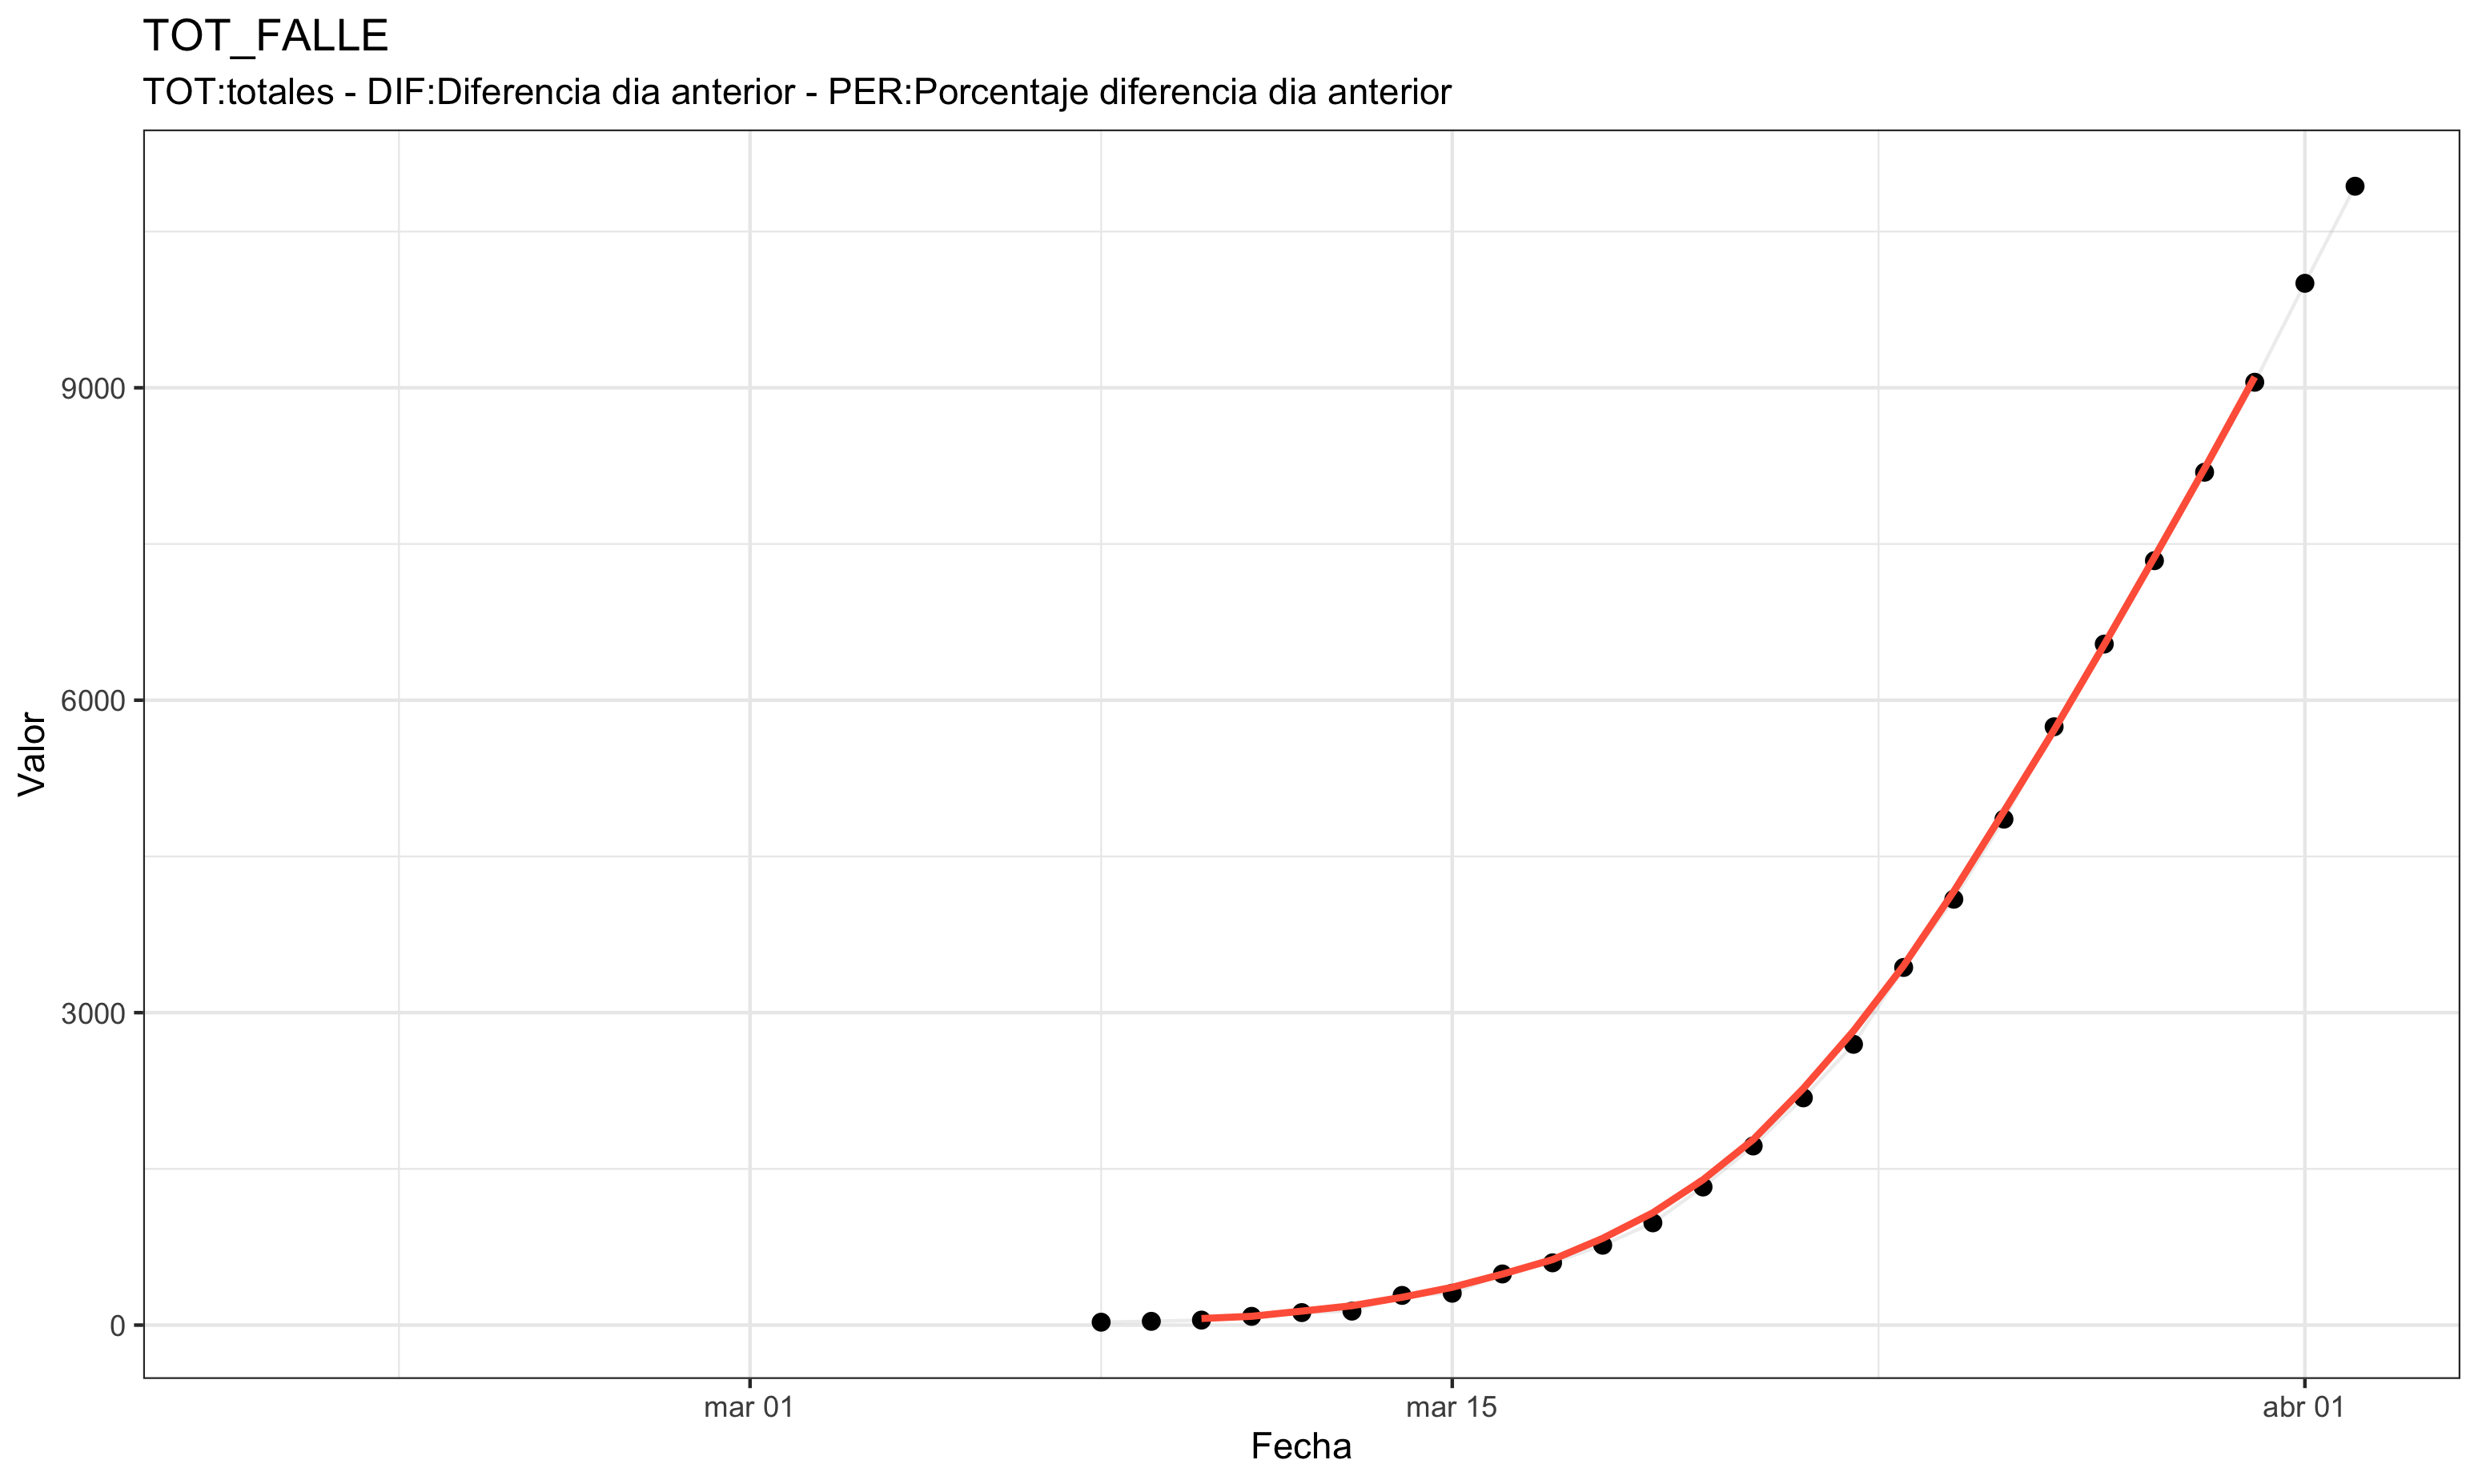 TOT_FALLE
TOT:totales - DIF:Diferencia dia anterior - PER:Porcentaje diferencia dia anterior
9000
6000
3000
0
Valor
mar 01
mar 15
abr 01
Fecha